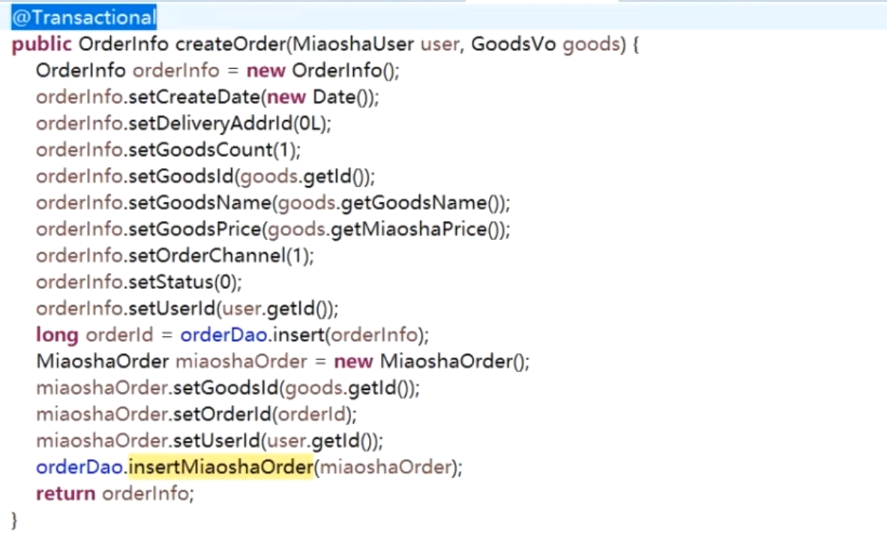 @Transactional
public OrderInfo createOrder(MiaoshaUser user, GoodsVo goods) {
OrderInfo orderInfo = new OrderInfo();
orderInfo.setCreateDate(new Date());
orderInfo.setDeliveryAddrId(0L);
orderInfo.setGoodsCount(1);
orderInfo.setGoodsId(goods.getId());
orderInfo.setGoodsName(goods.getGoodsName());
orderInfo.setGoodsPrice(goods.getMiaoshaPrice());
orderInfo.setOrderChannel(1);
orderInfo.setStatus(0);
orderInfo.setUserId(user.getId());
long orderId = orderDao.insert(orderInfo);
MiaoshaOrder miaoshaOrder = new MiaoshaOrder();
miaoshaOrder.setGoodsId(goods.getId());
miaoshaOrder.setOrderId(orderId);
miaoshaOrder.setUserId(user.getId());
orderDao.insertMiaoshaOrder(miaoshaOrder);
return orderInfo;
}